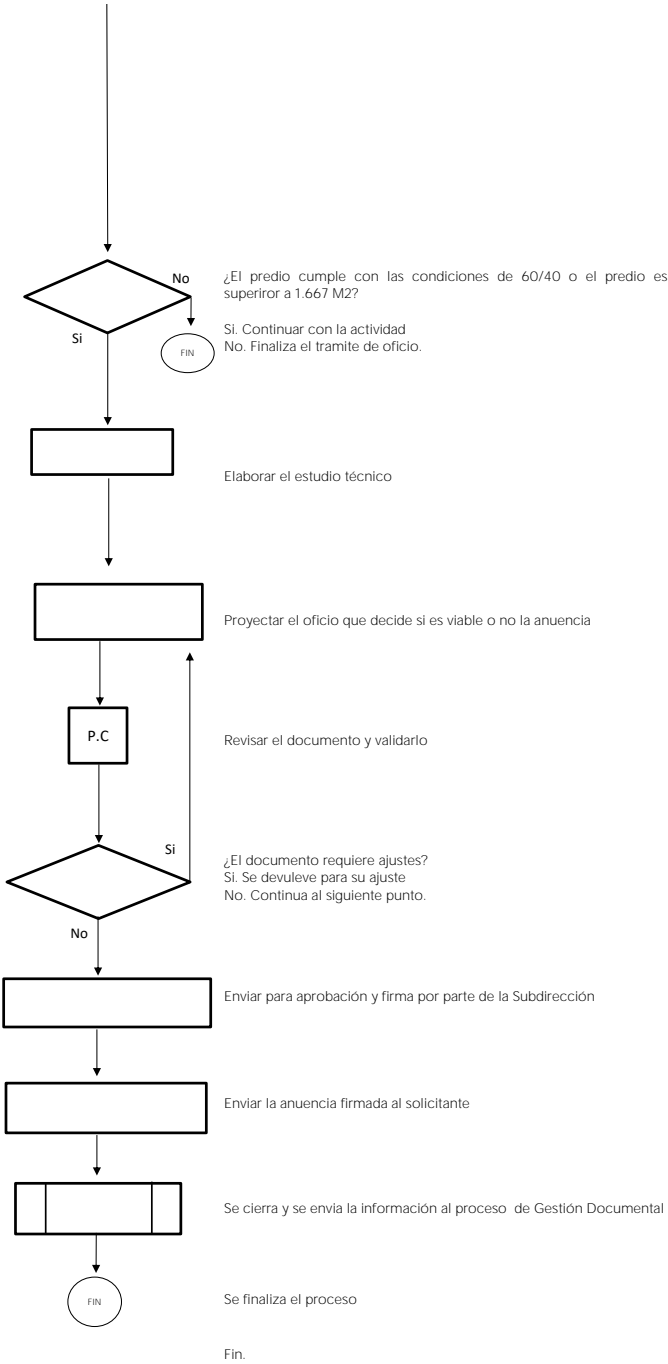 No
¿El predio cumple con las condiciones de 60/40 o el predio es
superiror a 1.667 M2?
Si
FIN
Si. Continuar con la actividad
No. Finaliza el tramite de oficio.
Elaborar el estudio técnico
Proyectar el oficio que decide si es viable o no la anuencia
P.C
Revisar el documento y validarlo
Si
¿El documento requiere ajustes?
Si. Se devuleve para su ajuste
No. Continua al siguiente punto.
No
Enviar para aprobación y firma por parte de la Subdirección
Enviar la anuencia firmada al solicitante
Se cierra y se envia la información al proceso de Gestión Documental
FIN
Se finaliza el proceso
Fin.